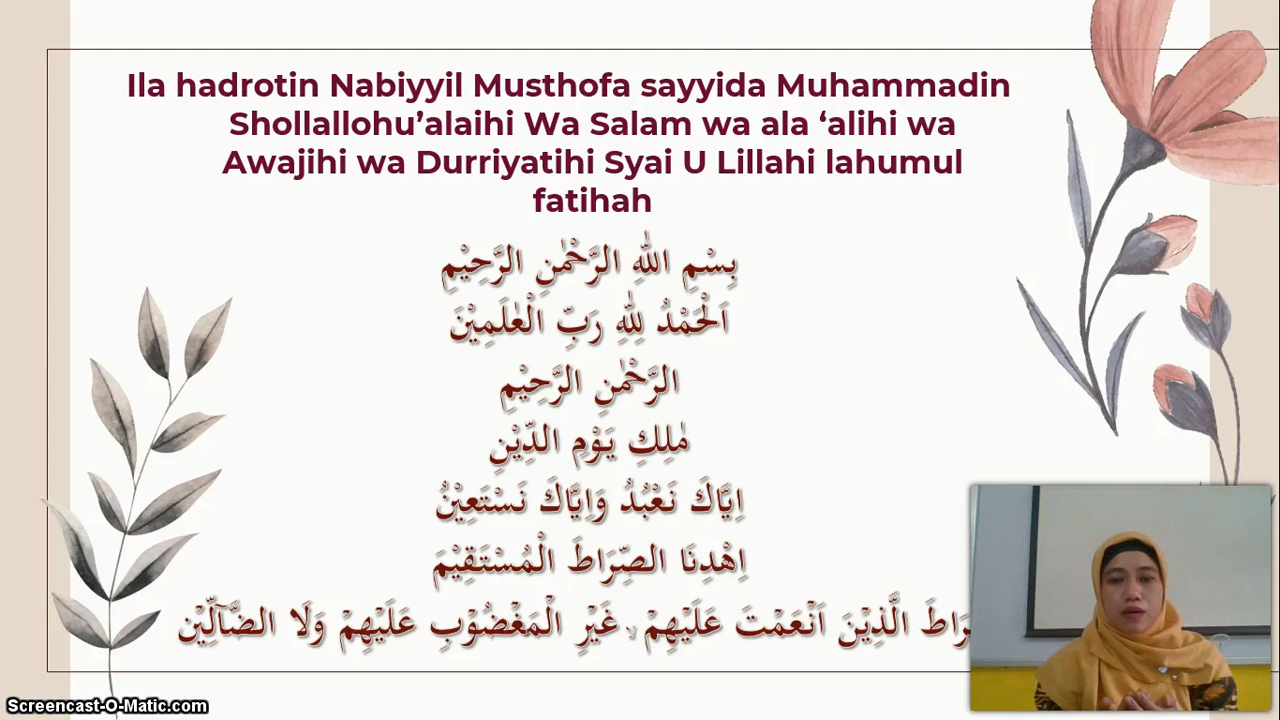 Ila hadrotin Nabiyyil Musthofa sayyida Muhammadin
Shollallohu’alaihi Wa Salam wa ala ‘alihi wa
Awajihi wa Durriyatihi Syai U Lillahi lahumul
fatihah
بِسْمِ اللّٰهِ الرَّحْمٰنِ الرَّحِيْمِ
اَلْحَمْدُ لِلّٰهِ رَبِّ الْعٰلَمِيْنَ
الرَّحْمٰنِ الرَّحِيْمِ
مٰلِكِ يَوْمِ الدِّيْنِ
اِيَّاكَ نَعْبُدُ وَاِيَّاكَ نَسْتَعِيْنُ
اِهْدِنَا الصِّرَاطَ الْمُسْتَقِيْمَ
الَّذِيْنَ اَنْعَمْتَ عَلَيْهِمْ ەۙ غَيْرِ الْمَغْضُوْبِ عَلَيْهِمْ وَلَا الضَّاۤلِّيْنَ
Screencast-O-Matic.com